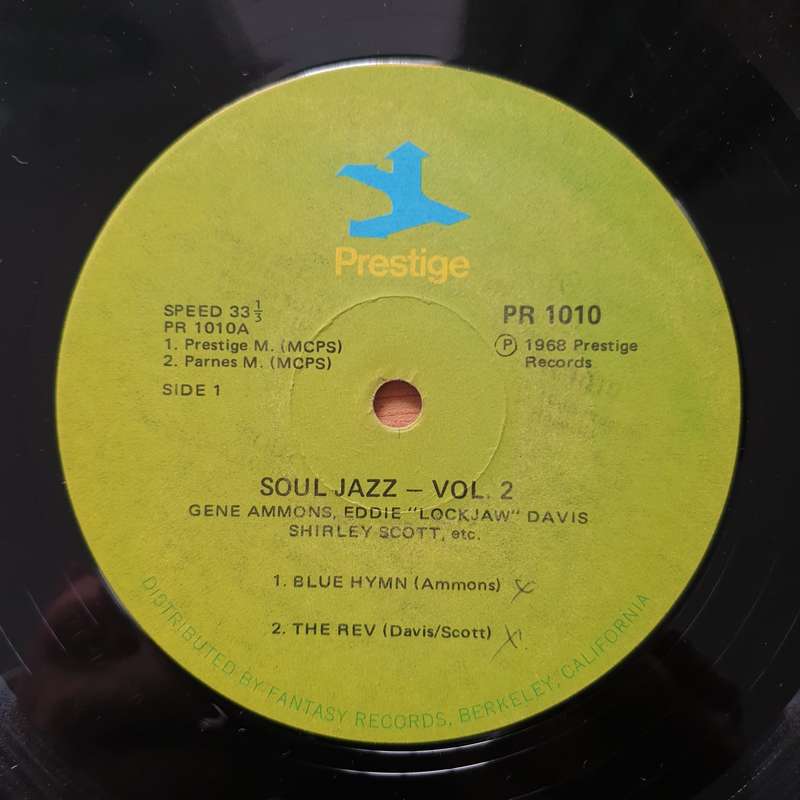 Prestige
SPEED 33 1/3
PR 1010A
1. Prestige M. (MCPS)
2. Parnes M. (MCPS)
SIDE 1
PR 1010
Ⓟ 1968 Prestige
Records
SOUL JAZZ – VOL. 2
GENE AMMONS, EDDIE "LOCKJAW" DAVIS
SHIRLEY SCOTT, etc.
1. BLUE HYMN (Ammons) x
2. THE REV (Davis/Scott) x
DISTRIBUTED BY FANTASY RECORDS, BERKELEY, CALIFORNIA